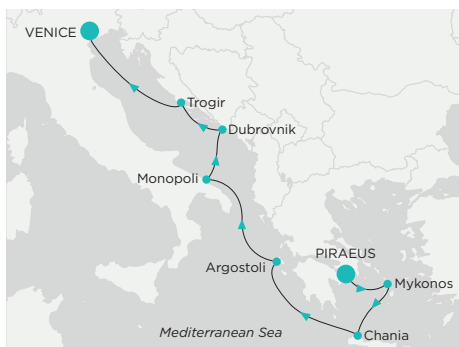 VENICE
Trogir
Dubrovnik
Monopoli
PIRAEUS
Argostoli
Mykonos
Mediterranean Sea
Chania